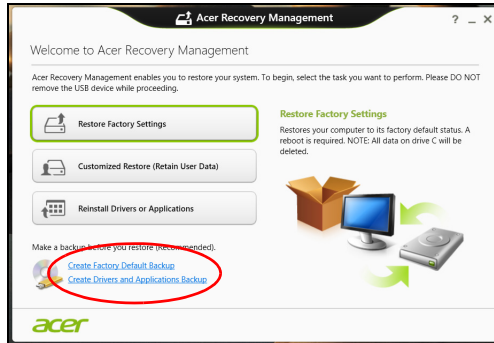 Acer Recovery Management
? _ X
Welcome to Acer Recovery Management
Acer Recovery Management enables you to restore your system. To begin, select the task you want to perform. Please DO NOT
remove the USB device while proceeding.
Restore Factory Settings
Customized Restore (Retain User Data)
Reinstall Drivers or Applications
Restore Factory Settings
Restores your computer to its factory default status. A
reboot is required. NOTE: All data on drive C will be
deleted.
Make a backup before you restore (Recommended).
Create Factory Default Backup
Create Drivers and Applications Backup
acer